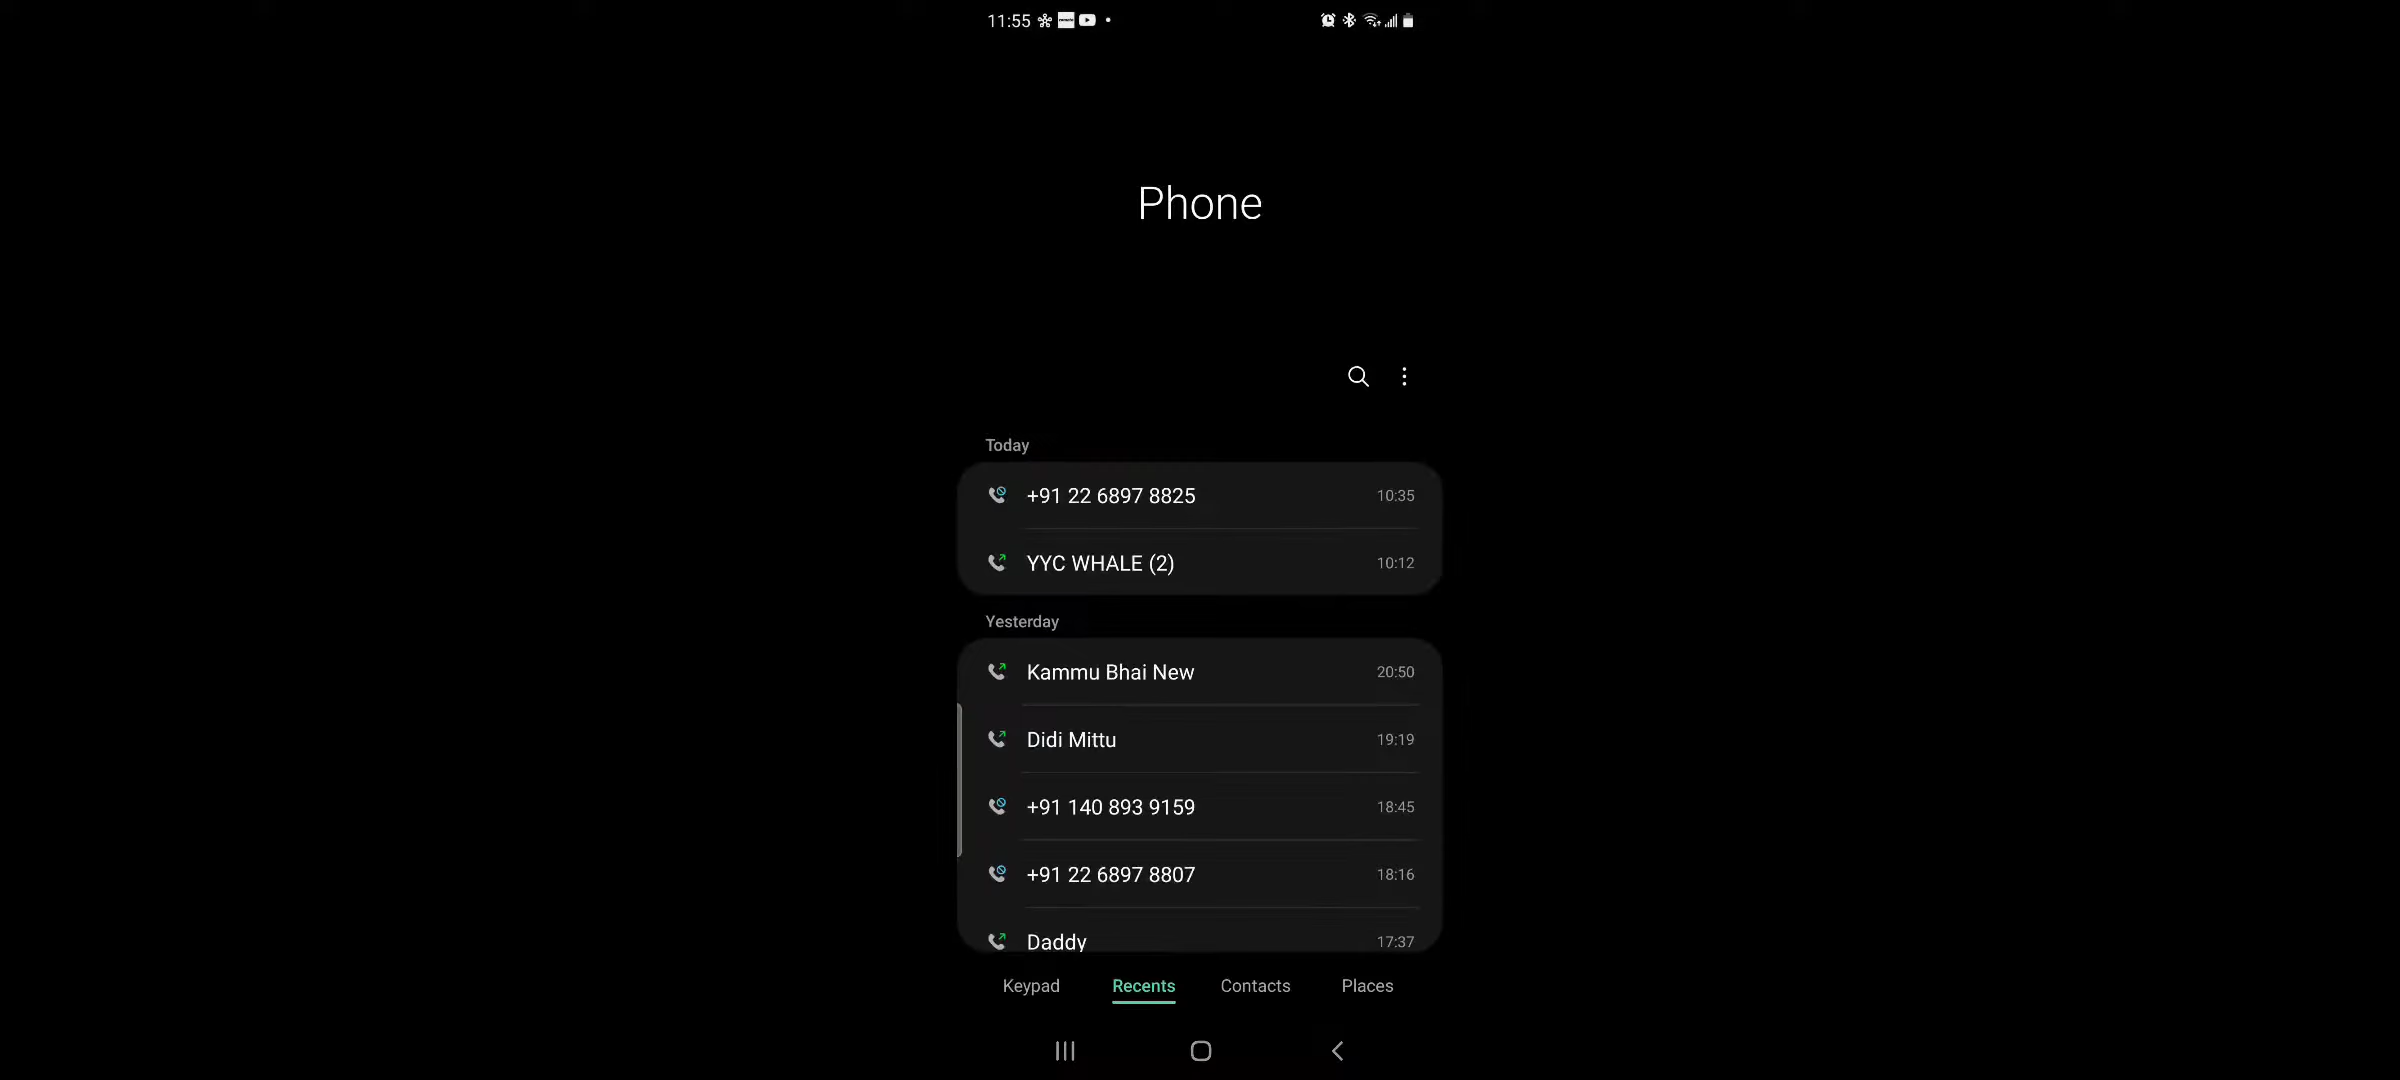 11:55
Phone
Today
+91 22 6897 8825 10:35
YYC WHALE (2) 10:12
Yesterday
Kammu Bhai New 20:50
Didi Mittu 19:19
+91 140 893 9159 18:45
+91 22 6897 8807 18:16
Daddy 17:37
Keypad Recents Contacts Places